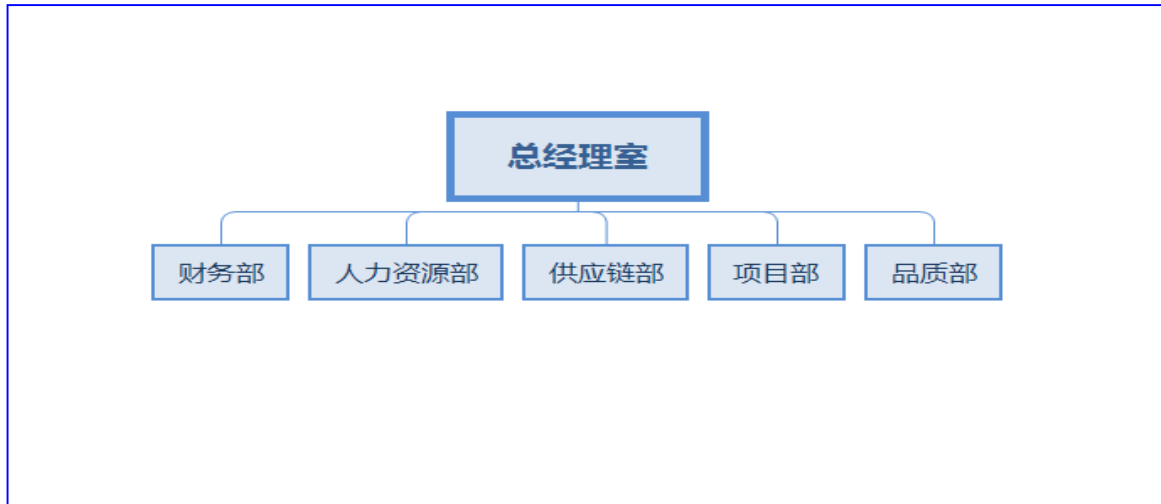 总经理室
财务部
人力资源部
供应链部
项目部
品质部